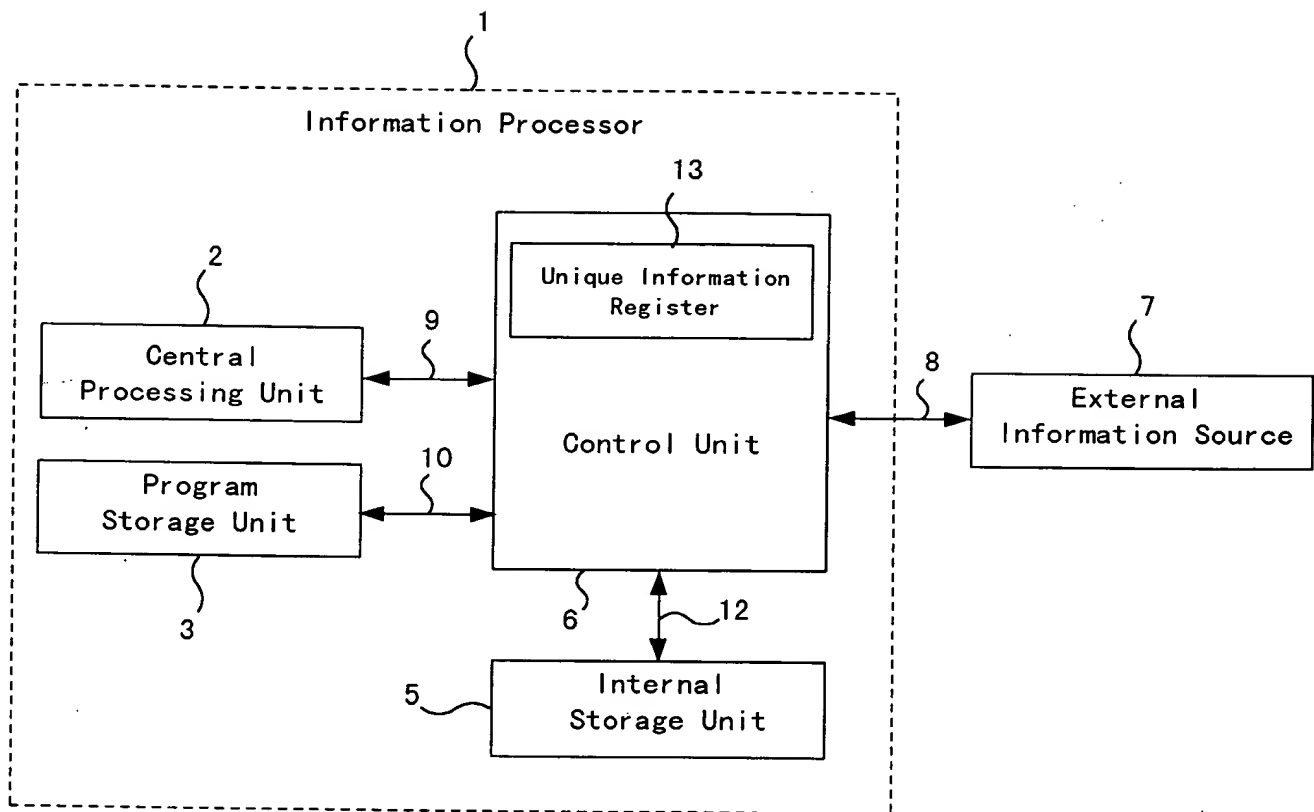 1
Information Processor
13
Unique Information
Register
2
Central
Processing Unit
9
Control Unit
8
7
External
Information Source
Program
Storage Unit
10
3
6
12
5
Internal
Storage Unit